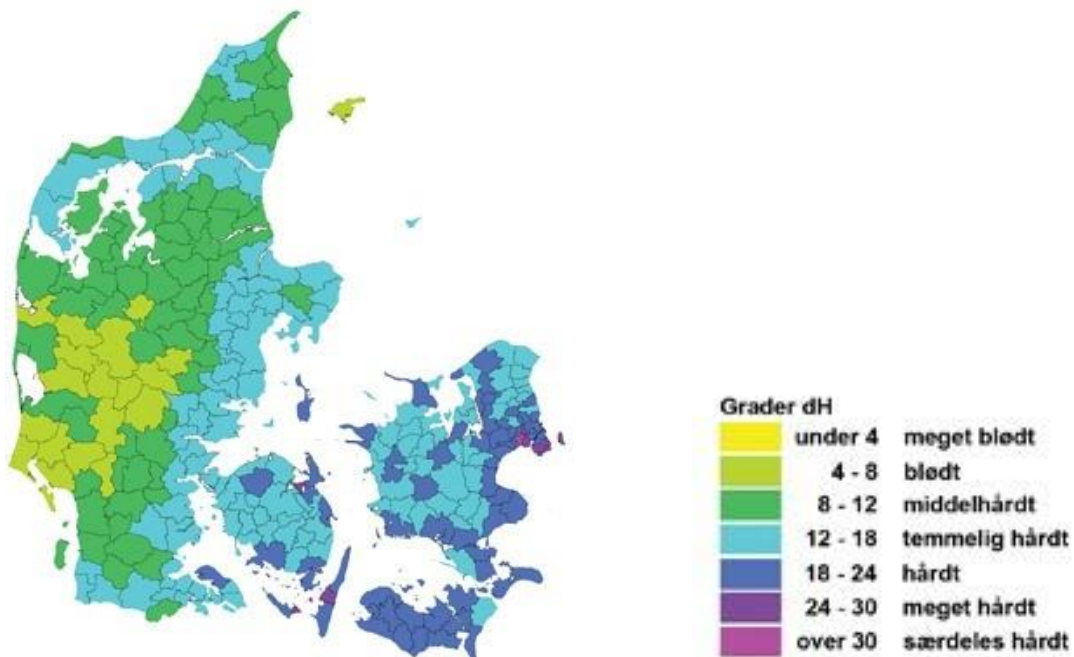 Grader dH
under 4 meget blødt
4 - 8 blødt
8 - 12 middelhårdt
12 - 18 temmelig hårdt
18 - 24 hårdt
24 - 30 meget hårdt
over 30 særdeles hårdt